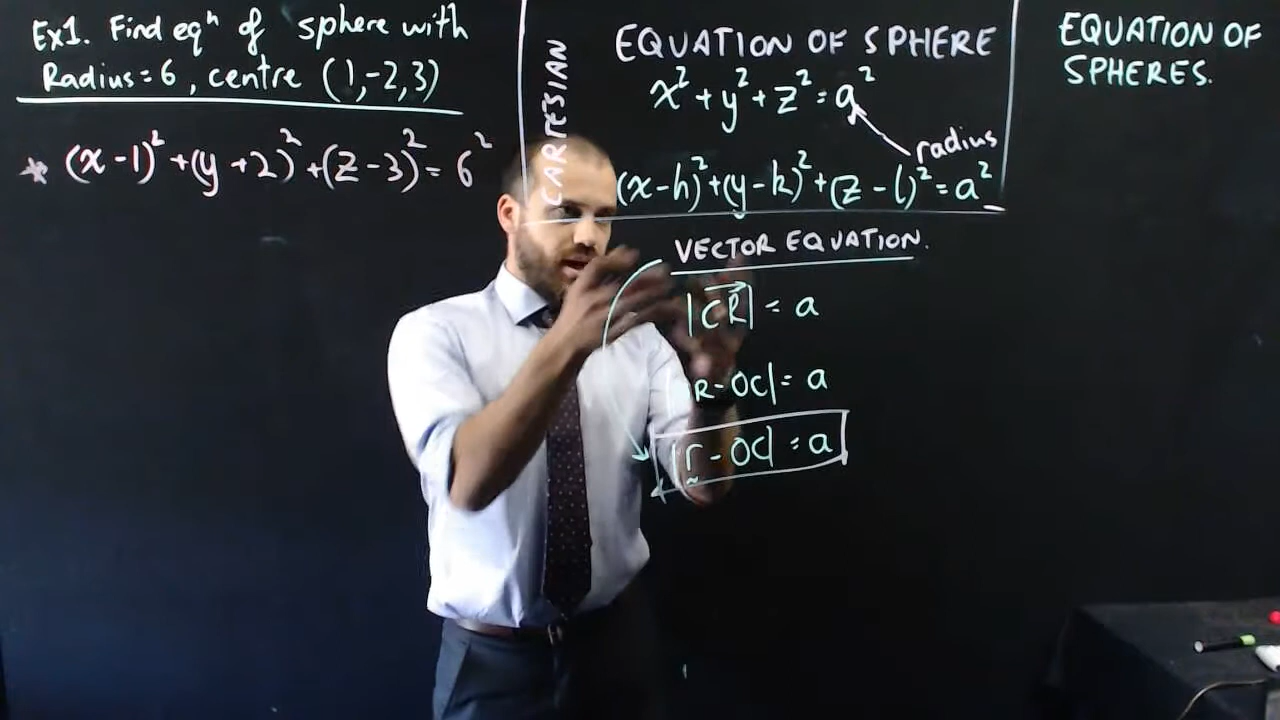 Ex1. Find eqⁿ of sphere with
Radius = 6, centre (1,-2,3)
* (x-1)² + (y+2)² + (z-3)² = 6²
CARTESIAN
EQUATION OF SPHERE
x² + y² + z² = a²
radius
(x-h)² + (y-k)² + (z-l)² = a²
VECTOR EQUATION.
|CR| = a
R - OC| = a
|r - OC| = a
EQUATION OF
SPHERES.